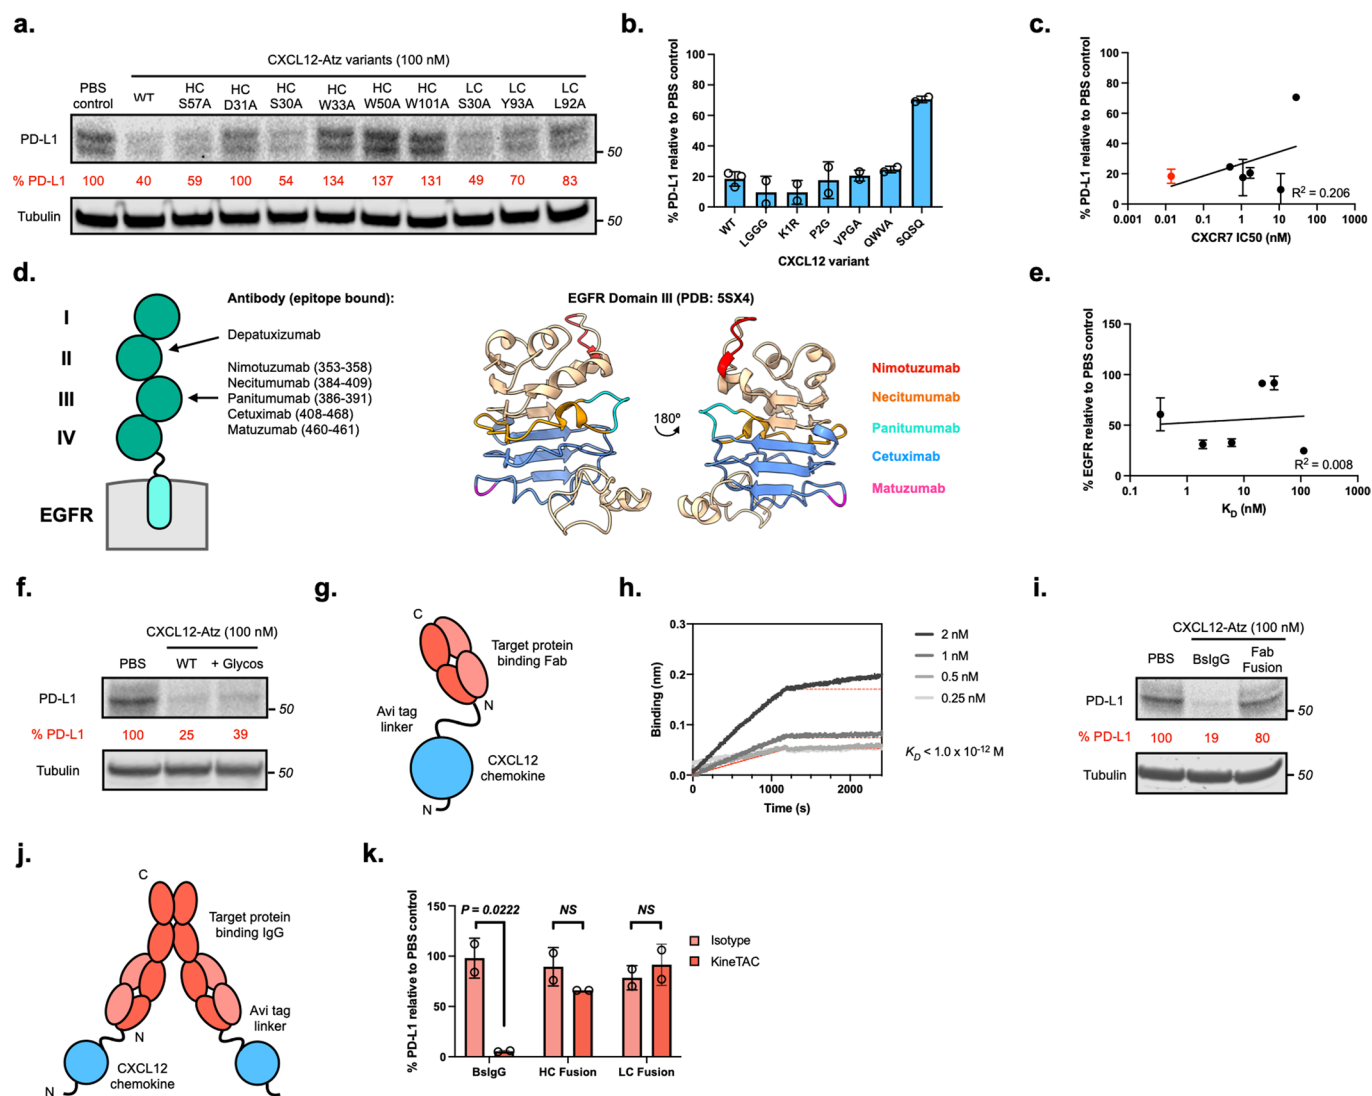 a.
CXCL12-Atz variants (100 nM)
PBS control
WT
HC S57A
HC D31A
HC S30A
HC W33A
HC W50A
HC W101A
LC S30A
LC Y93A
LC L92A
PD-L1
50
% PD-L1 100 40 59 100 54 134 137 131 49 70 83
Tubulin
50
b.
% PD-L1 relative to PBS control
100
80
60
40
20
0
WT LGGG K1R P2G VPGA QWVA SQSQ
CXCL12 variant
c.
% PD-L1 relative to PBS control
100
80
60
40
20
0
R² = 0.206
0.001 0.01 0.1 1 10 100 1000
CXCR7 IC50 (nM)
d.
I
II
III
IV
EGFR
Antibody (epitope bound):
Depatuxizumab
Nimotuzumab (353-358)
Necitumumab (384-409)
Panitumumab (386-391)
Cetuximab (408-468)
Matuzumab (460-461)
EGFR Domain III (PDB: 5SX4)
180º
Nimotuzumab
Necitumumab
Panitumumab
Cetuximab
Matuzumab
e.
% EGFR relative to PBS control
150
100
50
0
R² = 0.008
0.1 1 10 100 1000
K_D (nM)
f.
CXCL12-Atz (100 nM)
PBS WT + Glycos
PD-L1
50
% PD-L1 100 25 39
Tubulin
50
g.
C
Target protein
binding Fab
N
Avi tag
linker
CXCL12
chemokine
N
h.
Binding (nm)
0.3
0.2
0.1
0.0
0 1000 2000
Time (s)
2 nM
1 nM
0.5 nM
0.25 nM
K_D < 1.0 x 10⁻¹² M
i.
CXCL12-Atz (100 nM)
PBS
BsIgG
Fab Fusion
PD-L1
50
% PD-L1 100 19 80
Tubulin
50
j.
C
Target protein
binding IgG
Avi tag
linker
N
CXCL12
chemokine
N
k.
% PD-L1 relative to PBS control
150
100
50
0
P = 0.0222
NS
NS
BsIgG HC Fusion LC Fusion
Isotype
KineTAC